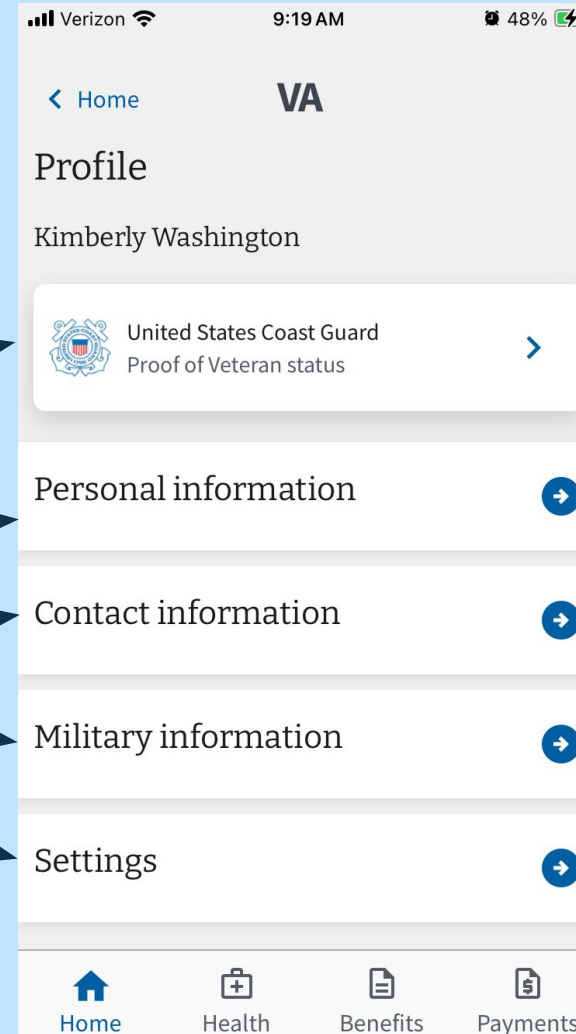 Verizon 9:19 AM 48%
Home VA
Profile
Kimberly Washington
United States Coast Guard
Proof of Veteran status
Personal information
Contact information
Military information
Settings
Home Health Benefits Payments